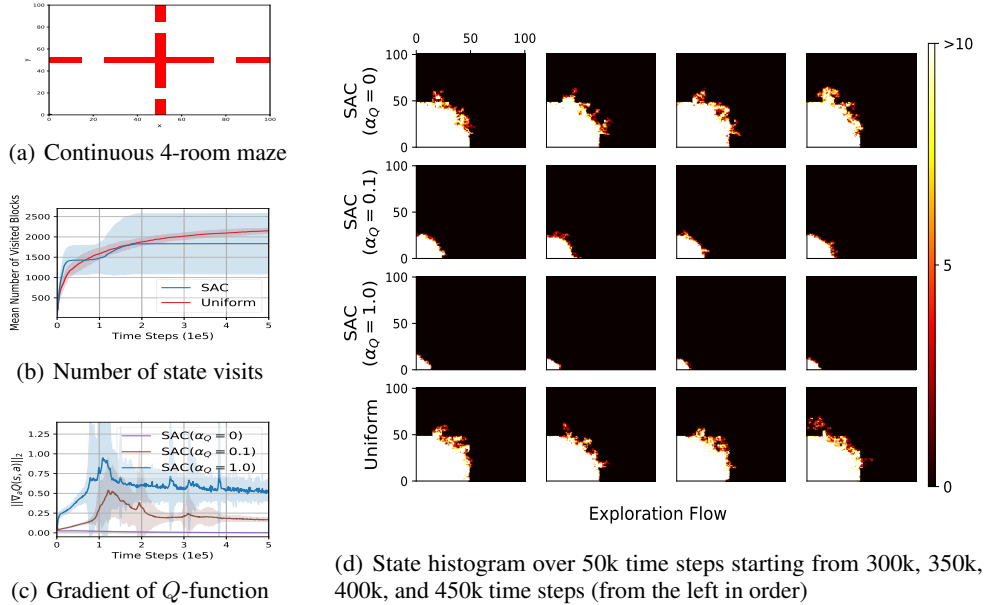 100
80
60
y
40
20
0
0 20 40 60 80 100
x
(a) Continuous 4-room maze
Mean Number of Visited Blocks
2500
2000
1500
1000
500
SAC
Uniform
0 1 2 3 4 5
Time Steps (1e5)
(b) Number of state visits
||∇ₐQ(s, a)||₂
1.25
1.00
0.75
0.50
0.25
0.00
SAC(α_Q = 0)
SAC(α_Q = 0.1)
SAC(α_Q = 1.0)
0 1 2 3 4 5
Time Steps (1e5)
(c) Gradient of Q-function
0 50 100
SAC
(α_Q = 0)
100
50
0
SAC
(α_Q = 0.1)
100
50
0
SAC
(α_Q = 1.0)
100
50
0
Uniform
100
50
0
>10
5
0
Exploration Flow
(d) State histogram over 50k time steps starting from 300k, 350k,
400k, and 450k time steps (from the left in order)